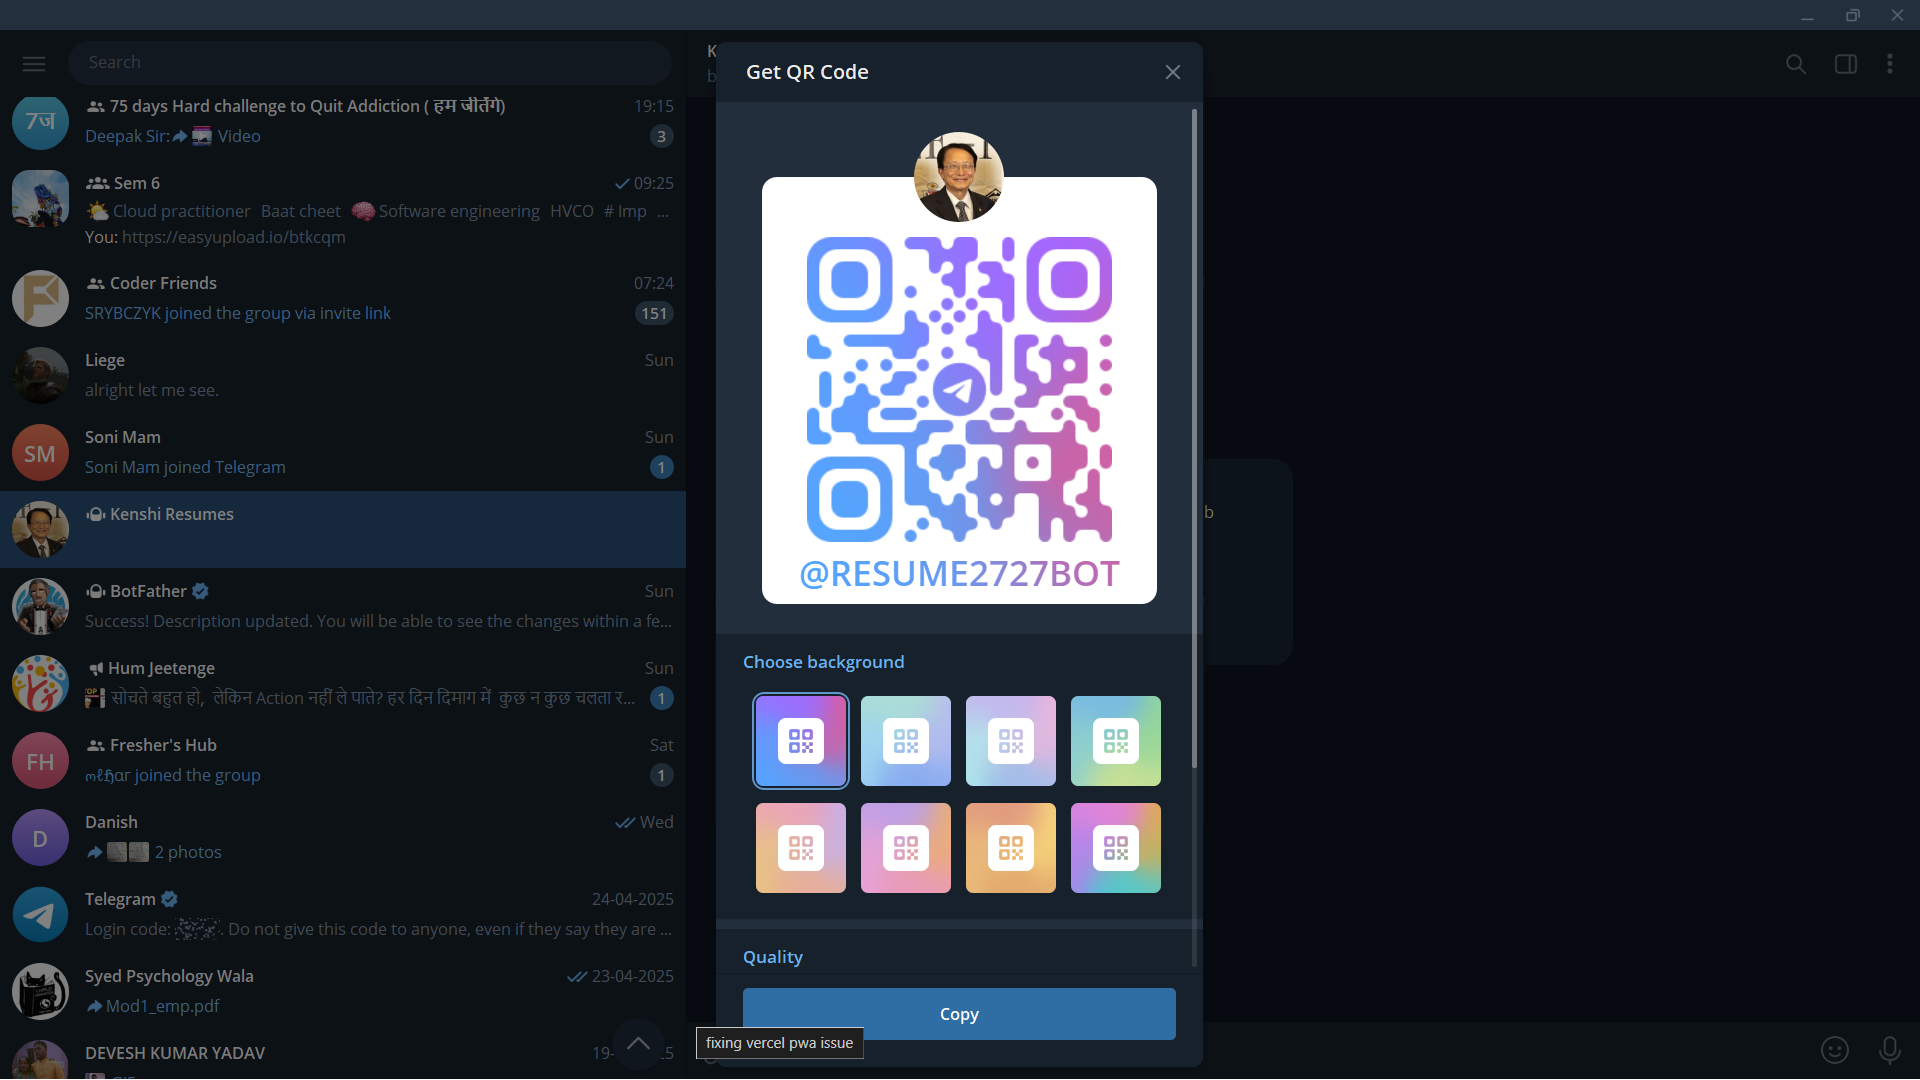 Search
75 days Hard challenge to Quit Addiction ( हम जीतेंगे)
19:15
Deepak Sir: Video
3
7ज
Sem 6
09:25
Cloud practitioner Baat cheet Software engineering HVCO # Imp ...
You: https://easyupload.io/btkcqm
Coder Friends
07:24
SRYBCZYK joined the group via invite link
151
Liege
Sun
alright let me see.
SM
Soni Mam
Sun
Soni Mam joined Telegram
1
Kenshi Resumes
BotFather
Sun
Success! Description updated. You will be able to see the changes within a fe...
Hum Jeetenge
Sun
सोचते बहुत हो, लेकिन Action नहीं ले पाते? हर दिन दिमाग में कुछ न कुछ चलता र...
1
FH
Fresher's Hub
Sat
joined the group
1
D
Danish
Wed
2 photos
Telegram
24-04-2025
Login code: . Do not give this code to anyone, even if they say they are ...
Syed Psychology Wala
23-04-2025
Mod1_emp.pdf
DEVESH KUMAR YADAV
19-
5
K
b
Get QR Code
@RESUME2727BOT
Choose background
Quality
Copy
fixing vercel pwa issue
b